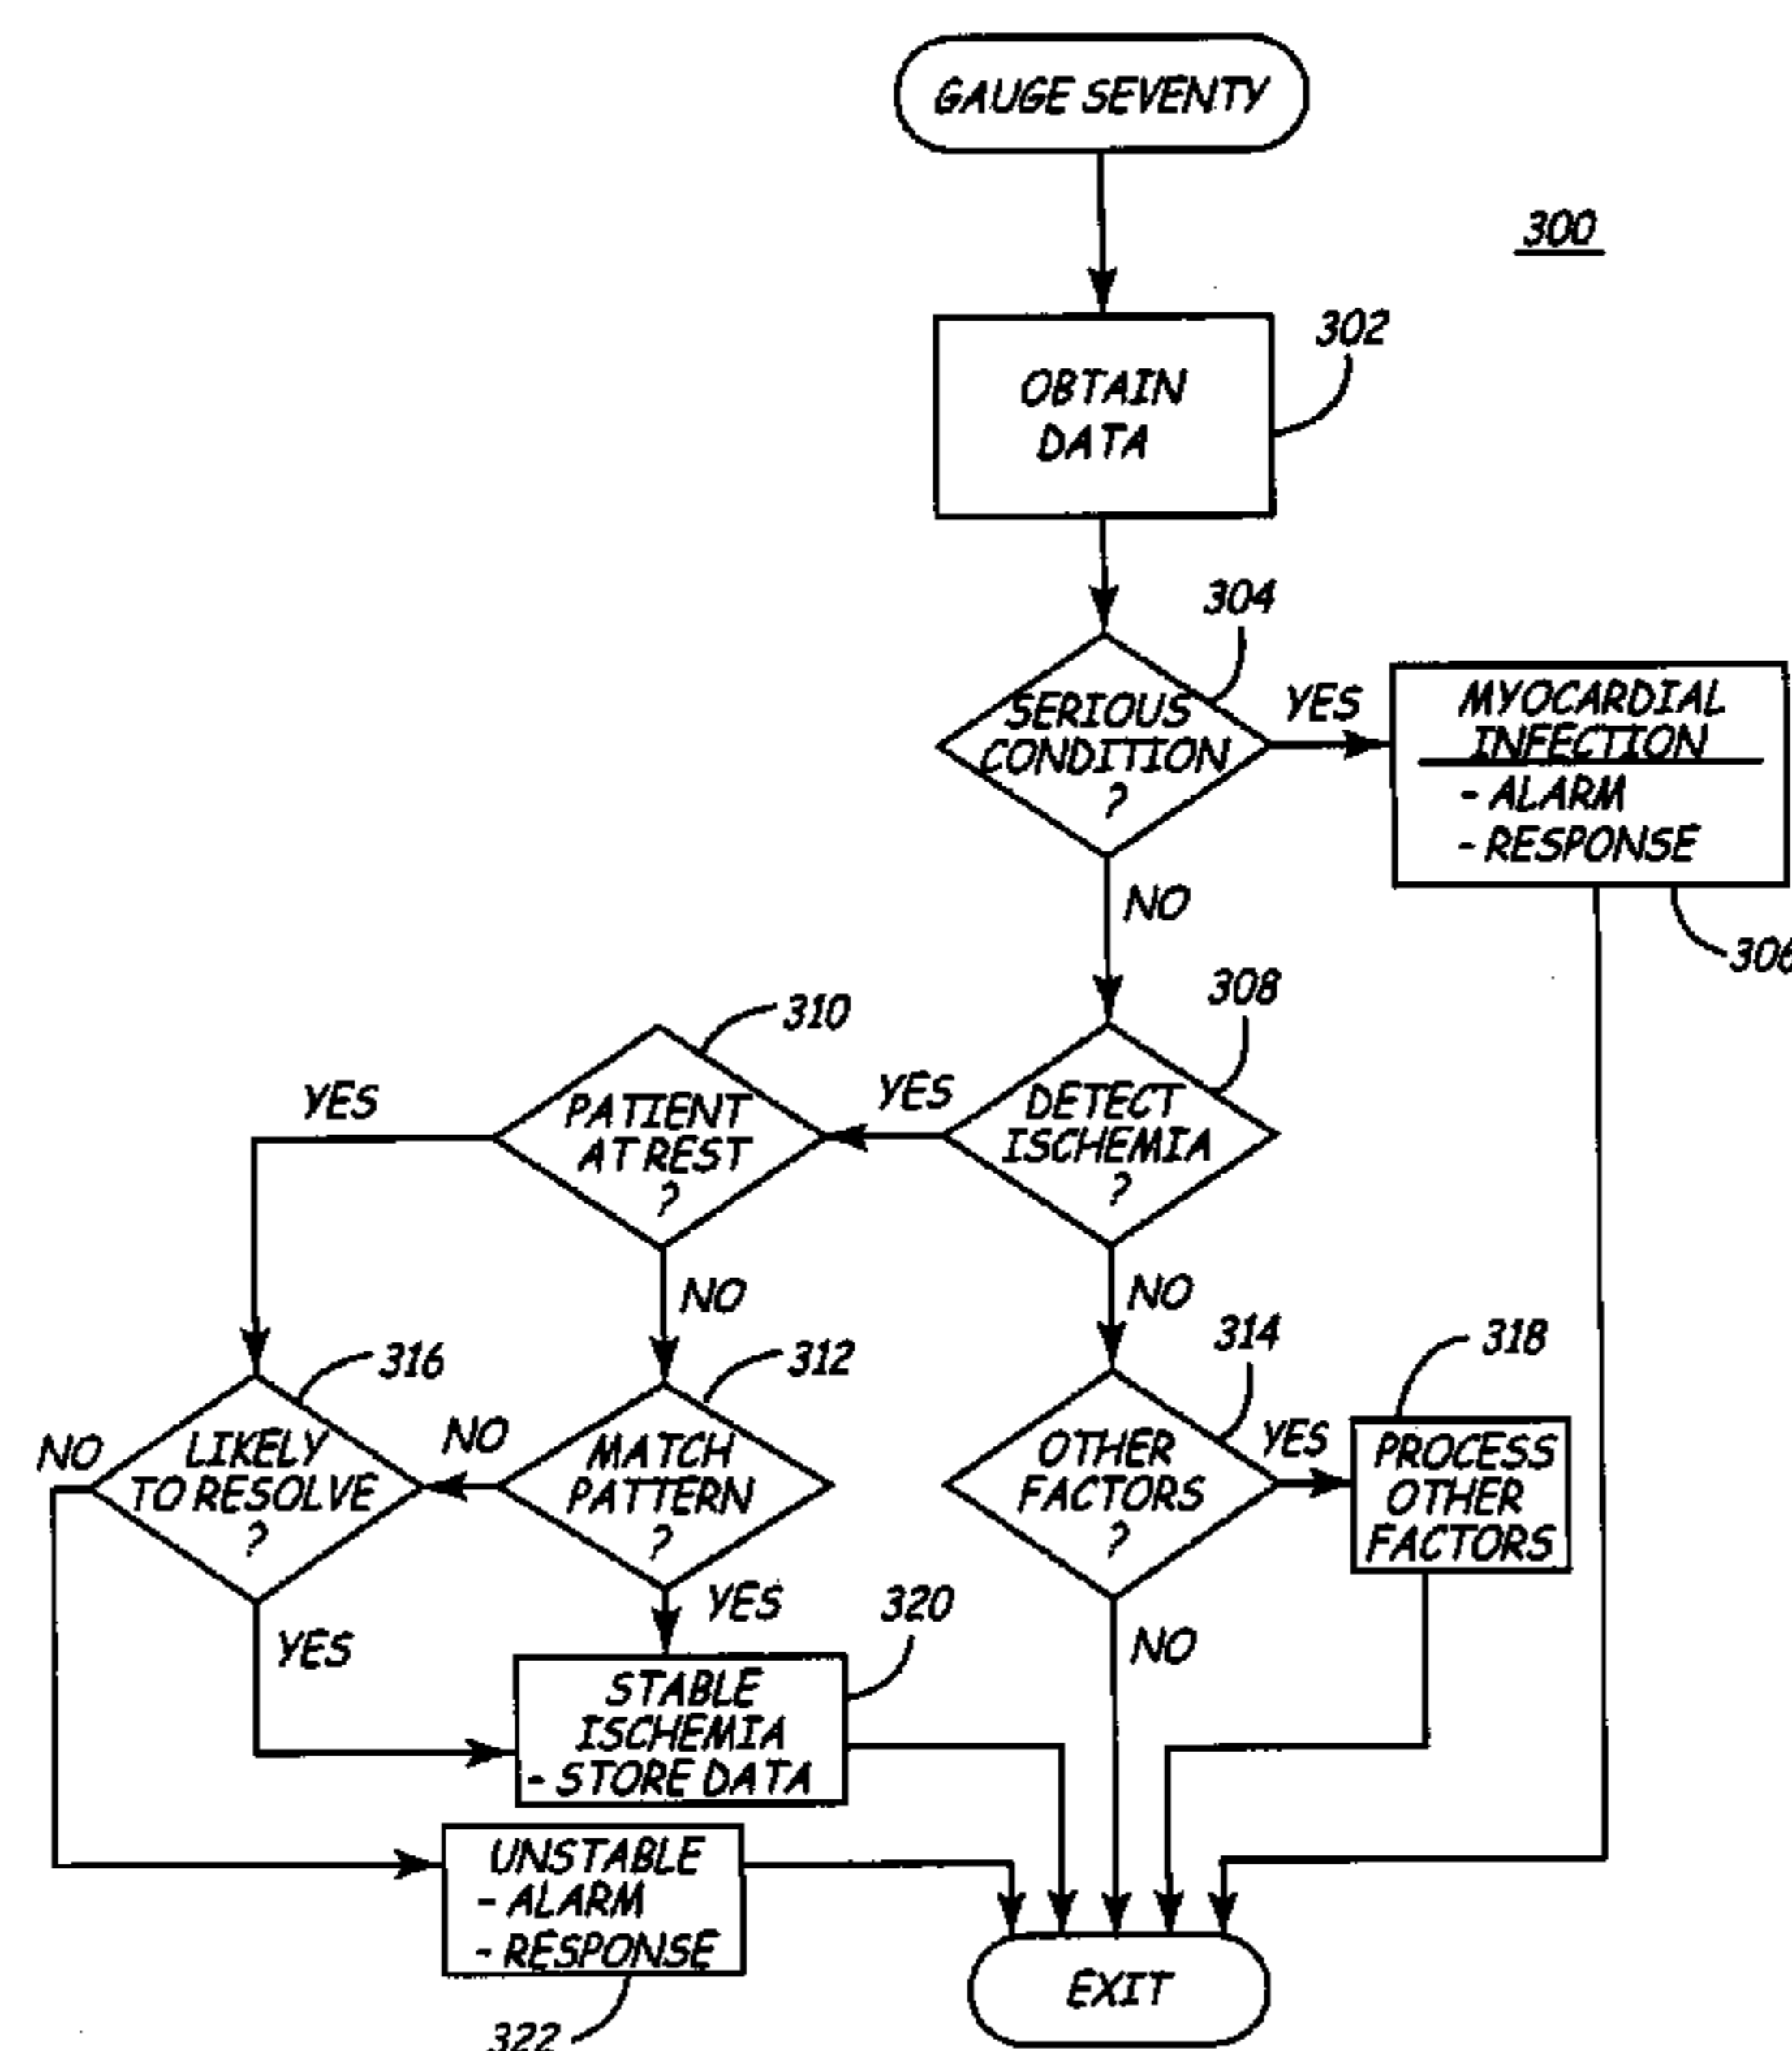 GAUGE SEVENTY
300
OBTAIN
DATA
302
SERIOUS
CONDITION
?
304
YES
MYOCARDIAL
INFECTION
- ALARM
- RESPONSE
306
NO
308
DETECT
ISCHEMIA
?
YES
310
PATIENT
AT REST
?
YES
NO
NO
316
LIKELY
TO RESOLVE
?
NO
312
MATCH
PATTERN
?
NO
314
OTHER
FACTORS
?
YES
318
PROCESS
OTHER
FACTORS
YES
YES
NO
320
STABLE
ISCHEMIA
- STORE DATA
UNSTABLE
- ALARM
- RESPONSE
322
EXIT